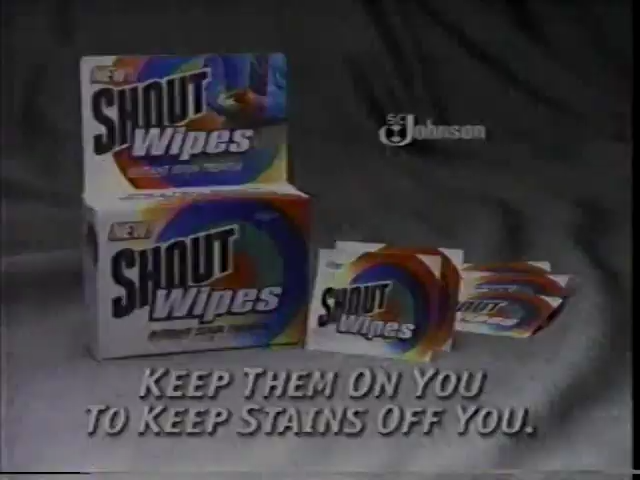 NEW!
SHOUT
Wipes
SC
Johnson
NEW!
SHOUT
Wipes
SHOUT
Wipes
KEEP THEM ON YOU
TO KEEP STAINS OFF YOU.